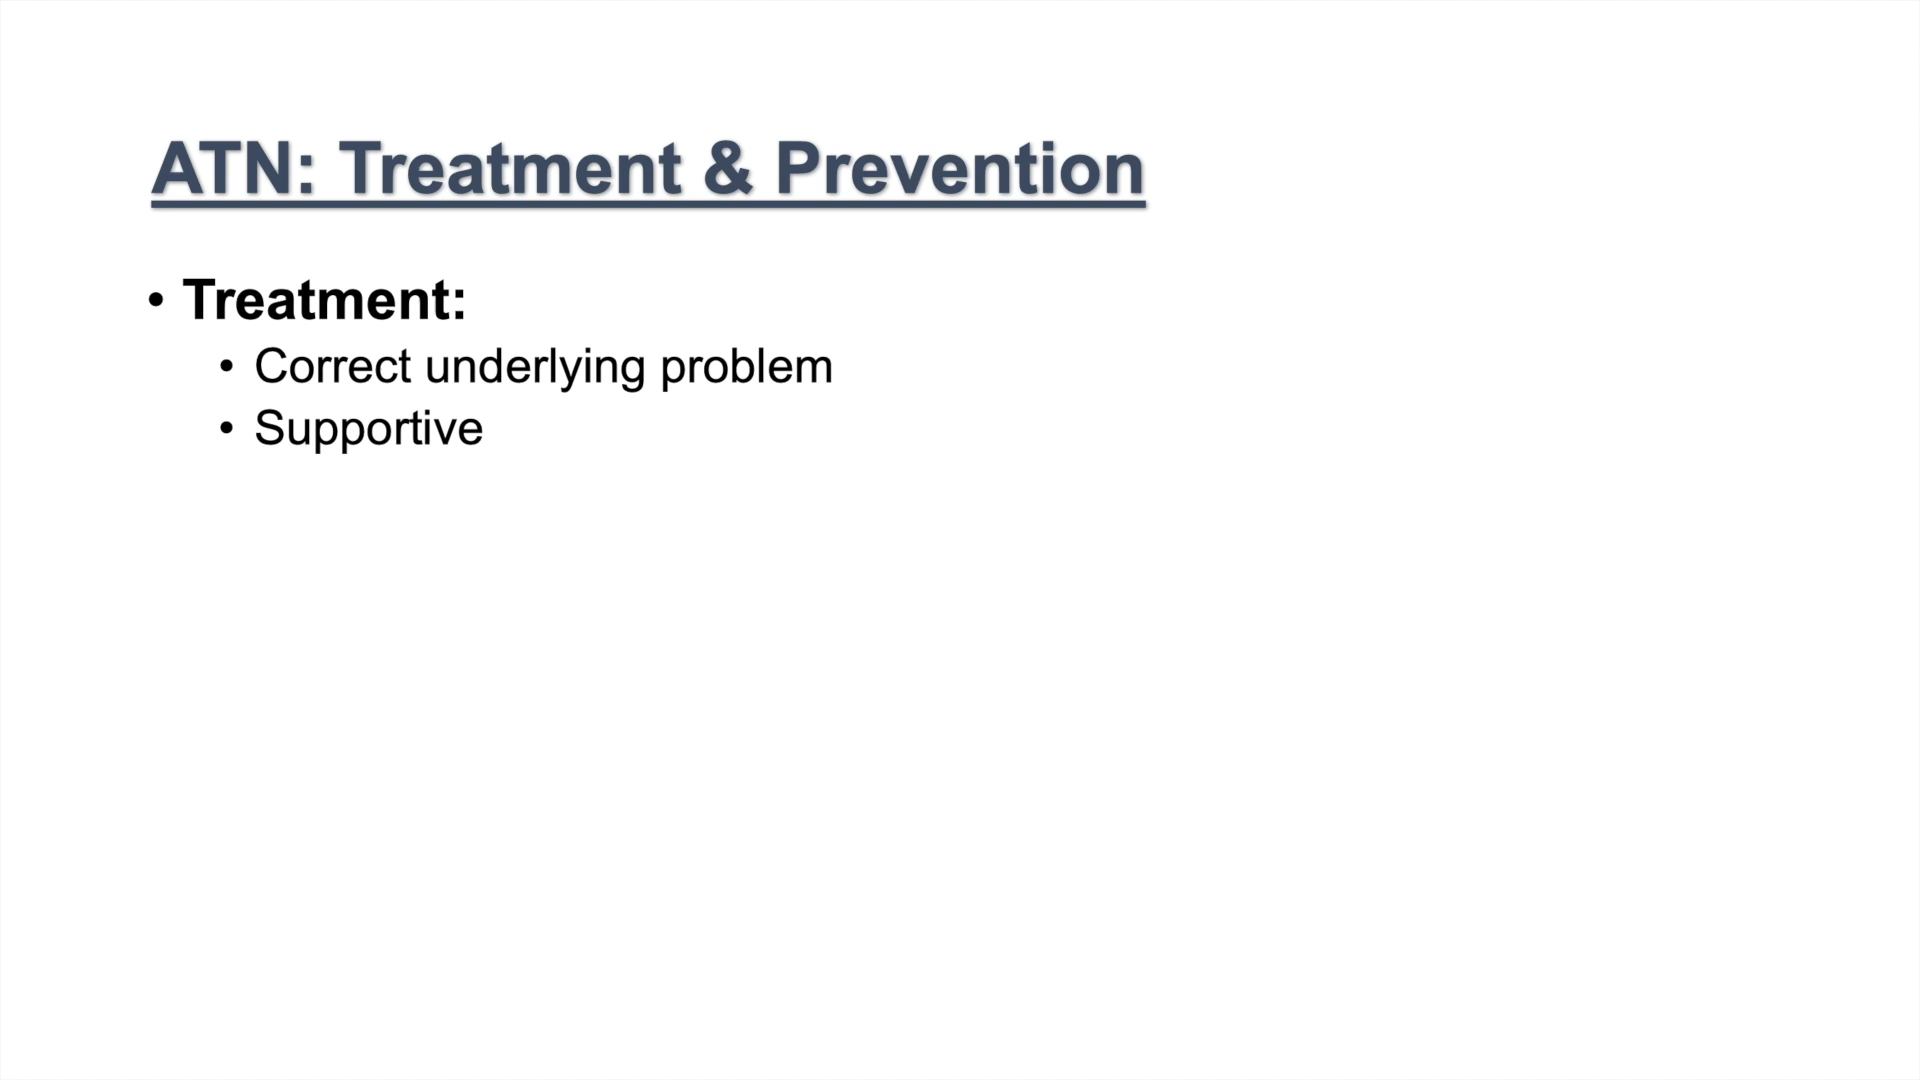 ATN: Treatment & Prevention
• Treatment:
• Correct underlying problem
• Supportive